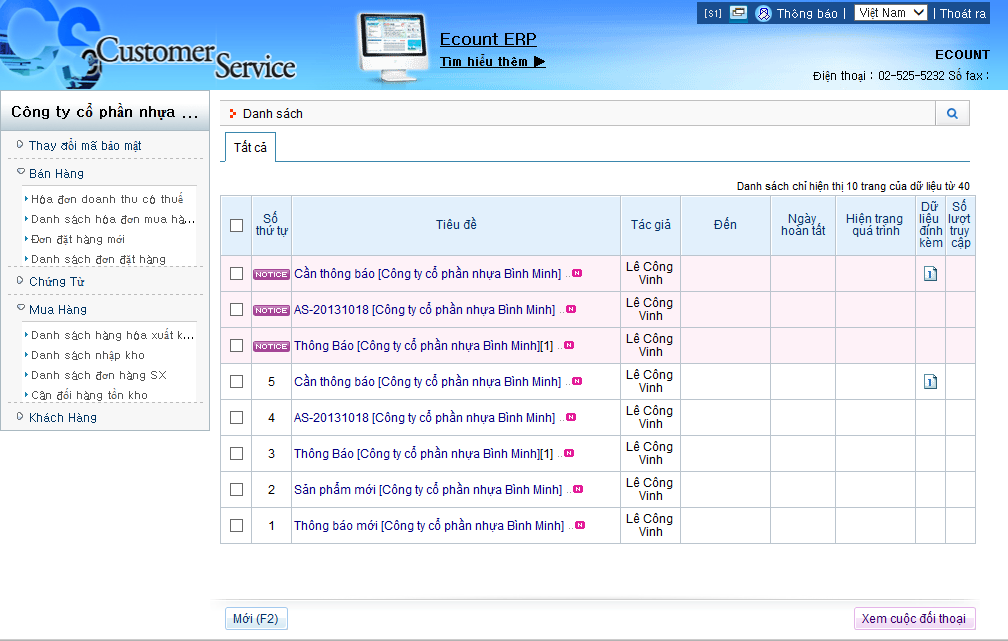 [S1] Thông báo | Việt Nam | Thoát ra
Customer Service
Ecount ERP
Tìm hiểu thêm ▶
ECOUNT
Điện thoại : 02-525-5232 Số fax :
Công ty cổ phần nhựa ...
Thay đổi mã bảo mật
Bán Hàng
Hóa đơn doanh thu có thuế
Danh sách hóa đơn mua hà...
Đơn đặt hàng mới
Danh sách đơn đặt hàng
Chứng Từ
Mua Hàng
Danh sách hàng hóa xuất k...
Danh sách nhập kho
Danh sách đơn hàng SX
Cân đối hàng tồn kho
Khách Hàng
Danh sách
Tất cả
Danh sách chỉ hiện thị 10 trang của dữ liệu từ 40
Số thứ tự Tiêu đề Tác giả Đến Ngày hoàn tất Hiện trạng quá trình Dữ liệu đính kèm Số lượt truy cập
NOTICE Cần thông báo [Công ty cổ phần nhựa Bình Minh] .. N Lê Công Vinh 1
NOTICE AS-20131018 [Công ty cổ phần nhựa Bình Minh] .. N Lê Công Vinh
NOTICE Thông Báo [Công ty cổ phần nhựa Bình Minh][1] .. N Lê Công Vinh
5 Cần thông báo [Công ty cổ phần nhựa Bình Minh] .. N Lê Công Vinh 1
4 AS-20131018 [Công ty cổ phần nhựa Bình Minh] .. N Lê Công Vinh
3 Thông Báo [Công ty cổ phần nhựa Bình Minh][1] .. N Lê Công Vinh
2 Sản phẩm mới [Công ty cổ phần nhựa Bình Minh] .. N Lê Công Vinh
1 Thông báo mới [Công ty cổ phần nhựa Bình Minh] .. N Lê Công Vinh
Mới (F2)
Xem cuộc đối thoại